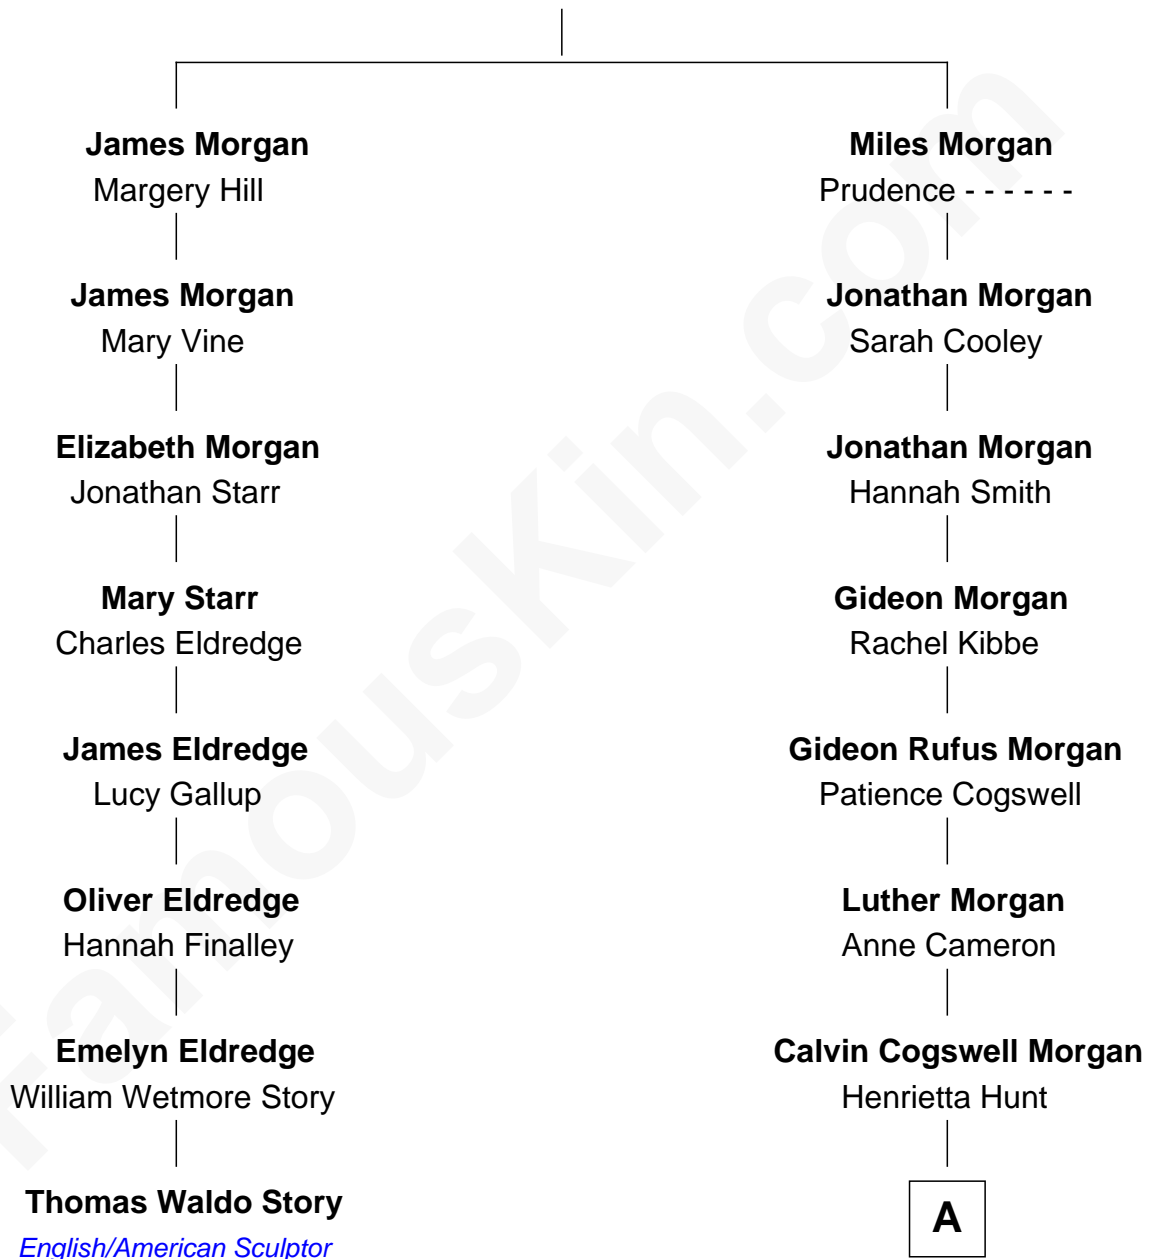 James Morgan
Margery Hill
James Morgan
Mary Vine
Elizabeth Morgan
Jonathan Starr
Mary Starr
Charles Eldredge
James Eldredge
Lucy Gallup
Oliver Eldredge
Hannah Finalley
Emelyn Eldredge
William Wetmore Story
Thomas Waldo Story
English/American Sculptor
Miles Morgan
Prudence - - - - - -
Jonathan Morgan
Sarah Cooley
Jonathan Morgan
Hannah Smith
Gideon Morgan
Rachel Kibbe
Gideon Rufus Morgan
Patience Cogswell
Luther Morgan
Anne Cameron
Calvin Cogswell Morgan
Henrietta Hunt
A
FamousKin.com